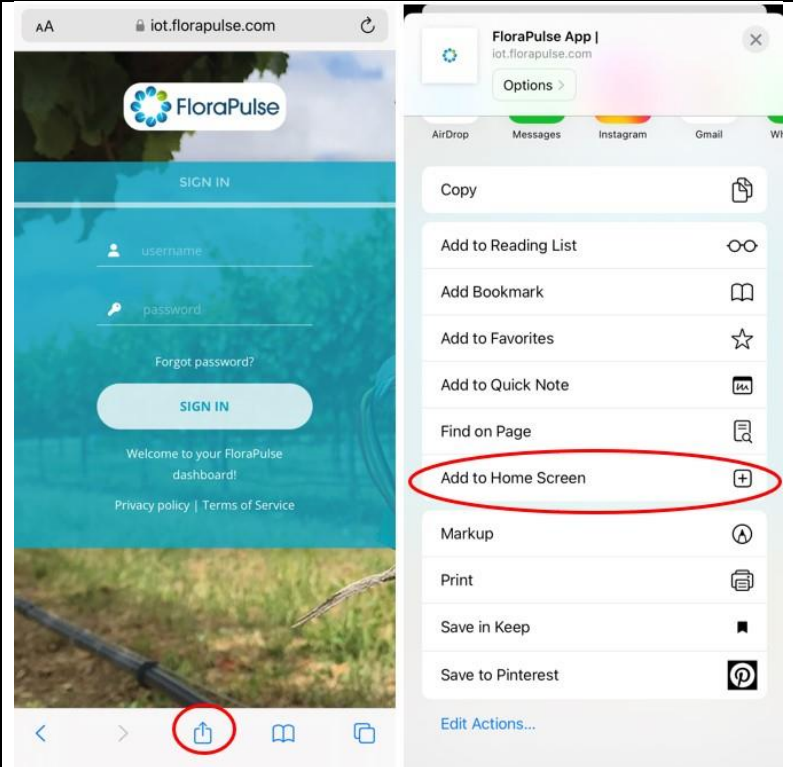 AA iot.florapulse.com
FloraPulse
SIGN IN
username
password
Forgot password?
SIGN IN
Welcome to your FloraPulse
dashboard!
Privacy policy | Terms of Service
FloraPulse App |
iot.florapulse.com
Options
AirDrop Messages Instagram Gmail Wh
Copy
Add to Reading List
Add Bookmark
Add to Favorites
Add to Quick Note
Find on Page
Add to Home Screen
Markup
Print
Save in Keep
Save to Pinterest
Edit Actions...